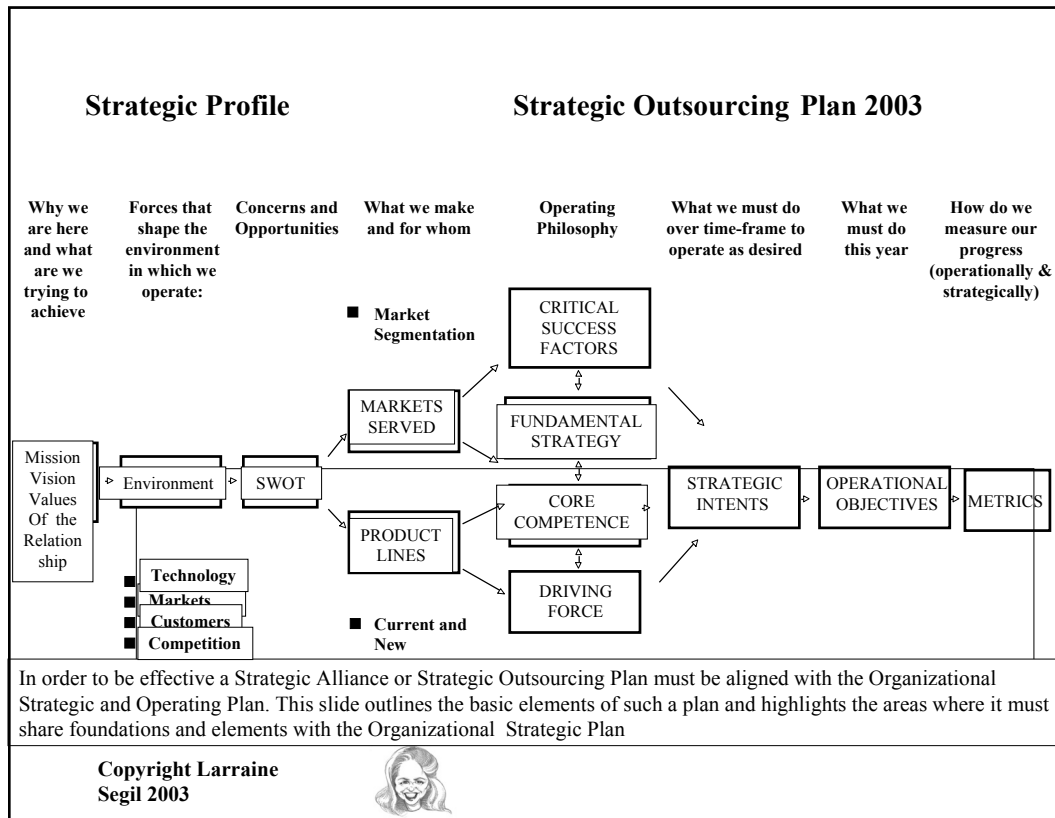 Strategic Profile
Strategic Outsourcing Plan 2003
Why we
are here
and what
are we
trying to
achieve
Forces that
shape the
environment
in which we
operate:
Concerns and
Opportunities
What we make
and for whom
Operating
Philosophy
What we must do
over time-frame to
operate as desired
What we
must do
this year
How do we
measure our
progress
(operationally &
strategically)
■ Market
Segmentation
CRITICAL
SUCCESS
FACTORS
MARKETS
SERVED
FUNDAMENTAL
STRATEGY
Mission
Vision
Values
Of the
Relation
ship
Environment
SWOT
CORE
COMPETENCE
STRATEGIC
INTENTS
OPERATIONAL
OBJECTIVES
METRICS
PRODUCT
LINES
DRIVING
FORCE
■ Technology
■ Markets
■ Customers
■ Competition
■ Current and
New
In order to be effective a Strategic Alliance or Strategic Outsourcing Plan must be aligned with the Organizational
Strategic and Operating Plan. This slide outlines the basic elements of such a plan and highlights the areas where it must
share foundations and elements with the Organizational Strategic Plan
Copyright Larraine
Segil 2003